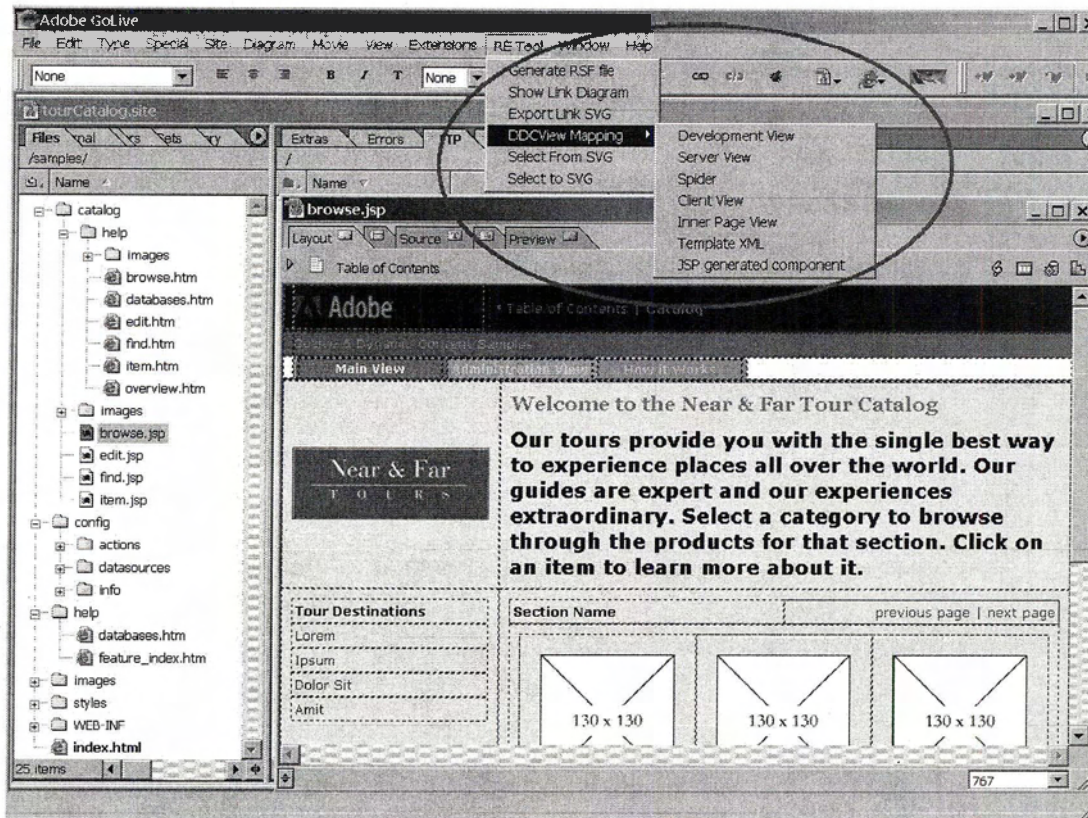 Adobe GoLive
File Edit Type Special Site Diagram Movie View Extensions RE Tool Window Help
None
B I T
None
Generate RSF file
Show Link Diagram
Export Link SVG
DDCView Mapping
Select From SVG
Select to SVG
Development View
Server View
Spider
Client View
Inner Page View
Template XML
JSP generated component
tourCatalog.site
Files
/samples/
Name
catalog
help
images
browse.htm
databases.htm
edit.htm
find.htm
item.htm
overview.htm
images
browse.jsp
edit.jsp
find.jsp
item.jsp
config
actions
datasources
info
help
databases.htm
feature_index.htm
images
styles
WEB-INF
index.html
25 items
Extras Errors
/
Name
browse.jsp
Layout Source Preview
Table of Contents
Adobe
Table of Contents | Catalog
Main View Administration View How it Works
Near & Far
TOURS
Welcome to the Near & Far Tour Catalog
Our tours provide you with the single best way
to experience places all over the world. Our
guides are expert and our experiences
extraordinary. Select a category to browse
through the products for that section. Click on
an item to learn more about it.
Tour Destinations
Lorem
Ipsum
Dolor Sit
Amit
Section Name
previous page | next page
130 x 130
130 x 130
130 x 130
767